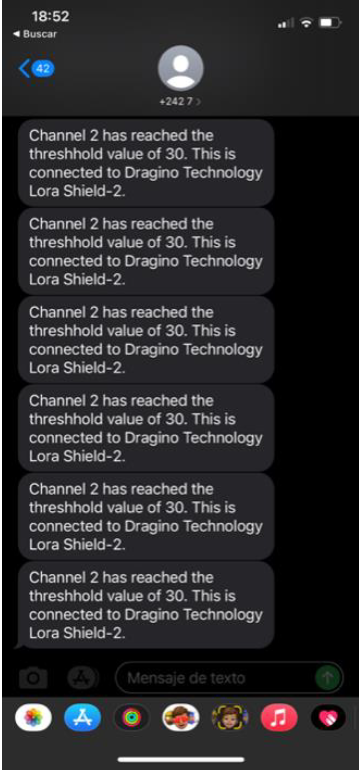 18:52
◀ Buscar
42
+242 7 >
Channel 2 has reached the
threshhold value of 30. This is
connected to Dragino Technology
Lora Shield-2.
Channel 2 has reached the
threshhold value of 30. This is
connected to Dragino Technology
Lora Shield-2.
Channel 2 has reached the
threshhold value of 30. This is
connected to Dragino Technology
Lora Shield-2.
Channel 2 has reached the
threshhold value of 30. This is
connected to Dragino Technology
Lora Shield-2.
Channel 2 has reached the
threshhold value of 30. This is
connected to Dragino Technology
Lora Shield-2.
Channel 2 has reached the
threshhold value of 30. This is
connected to Dragino Technology
Lora Shield-2.
Mensaje de texto